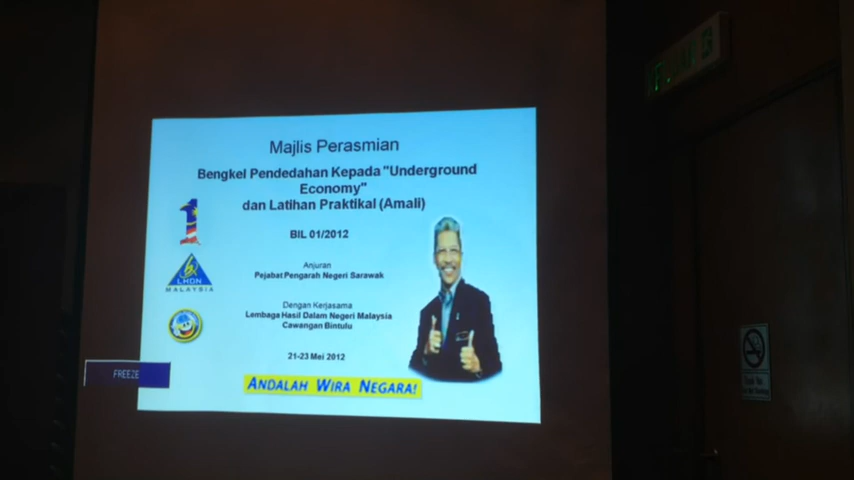 Majlis Perasmian
Bengkel Pendedahan Kepada "Underground
Economy"
dan Latihan Praktikal (Amali)
BIL 01/2012
Anjuran
Pejabat Pengarah Negeri Sarawak
LHDN
MALAYSIA
Dengan Kerjasama
Lembaga Hasil Dalam Negeri Malaysia
Cawangan Bintulu
21-23 Mei 2012
FREEZE
ANDALAH WIRA NEGARA!